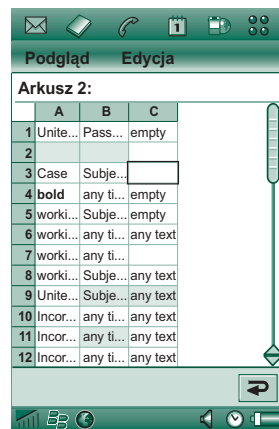 Podgląd Edycja
Arkusz 2:
A B C
1 Unite... Pass... empty
2
3 Case Subje...
4 bold any ti... empty
5 worki... Subje... empty
6 worki... any ti... any text
7 worki... any ti...
8 worki... Subje... any text
9 Unite... Subje... any text
10 Incor... any ti... any text
11 Incor... any ti... any text
12 Incor... any ti... any text